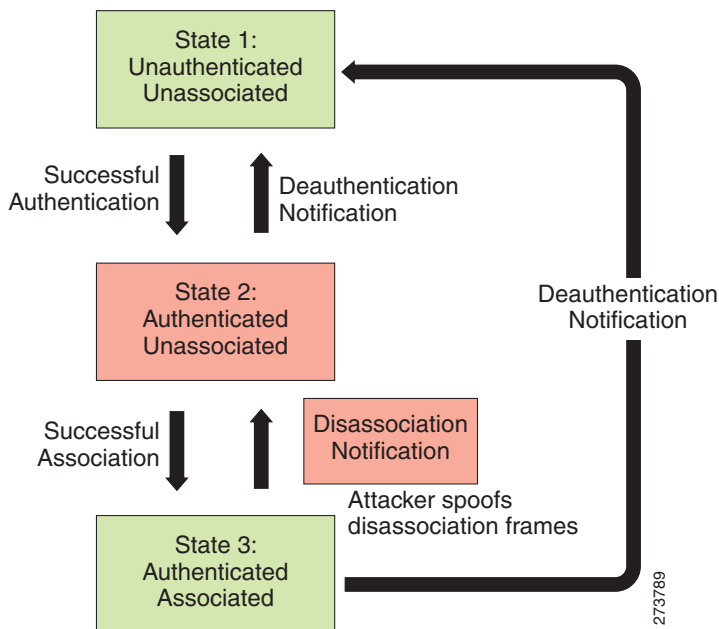 State 1:
Unauthenticated
Unassociated
Successful
Authentication
Deauthentication
Notification
State 2:
Authenticated
Unassociated
Deauthentication
Notification
Successful
Association
Disassociation
Notification
Attacker spoofs
disassociation frames
State 3:
Authenticated
Associated
273789